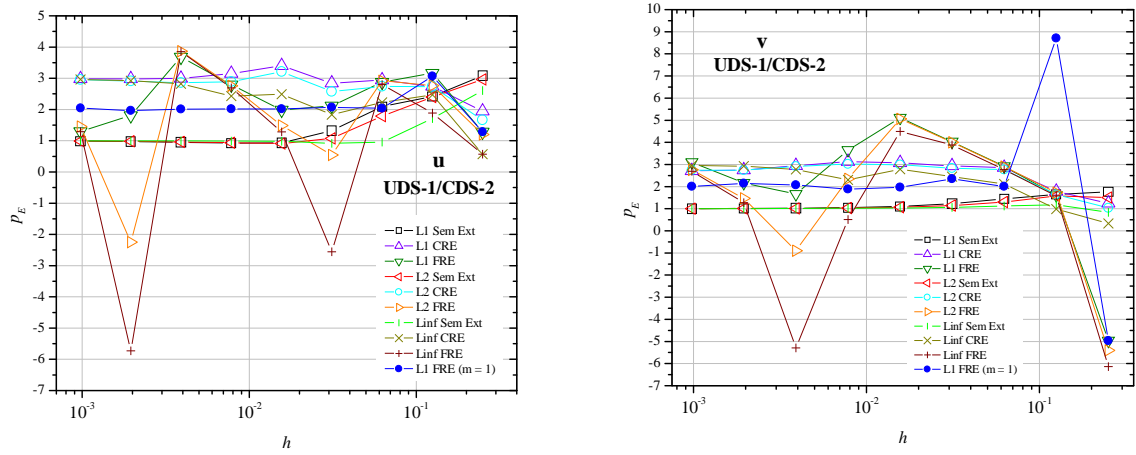 5
4
3
2
1
0
-1
-2
-3
-4
-5
-6
-7
p_E
u
UDS-1/CDS-2
L1 Sem Ext
L1 CRE
L1 FRE
L2 Sem Ext
L2 CRE
L2 FRE
Linf Sem Ext
Linf CRE
Linf FRE
L1 FRE (m = 1)
10^-3
10^-2
10^-1
h
10
9
8
7
6
5
4
3
2
1
0
-1
-2
-3
-4
-5
-6
-7
p_E
v
UDS-1/CDS-2
L1 Sem Ext
L1 CRE
L1 FRE
L2 Sem Ext
L2 CRE
L2 FRE
Linf Sem Ext
Linf CRE
Linf FRE
L1 FRE (m = 1)
10^-3
10^-2
10^-1
h